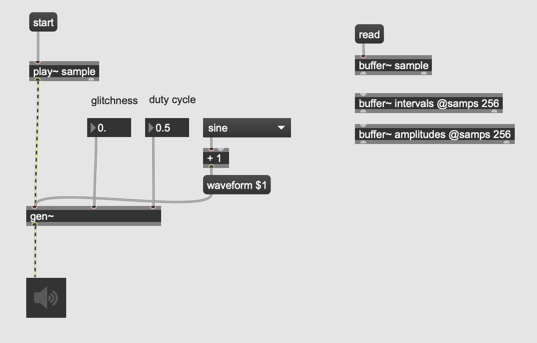 start
play~ sample
glitchness
duty cycle
0.
0.5
sine
+ 1
waveform $1
gen~
read
buffer~ sample
buffer~ intervals @samps 256
buffer~ amplitudes @samps 256